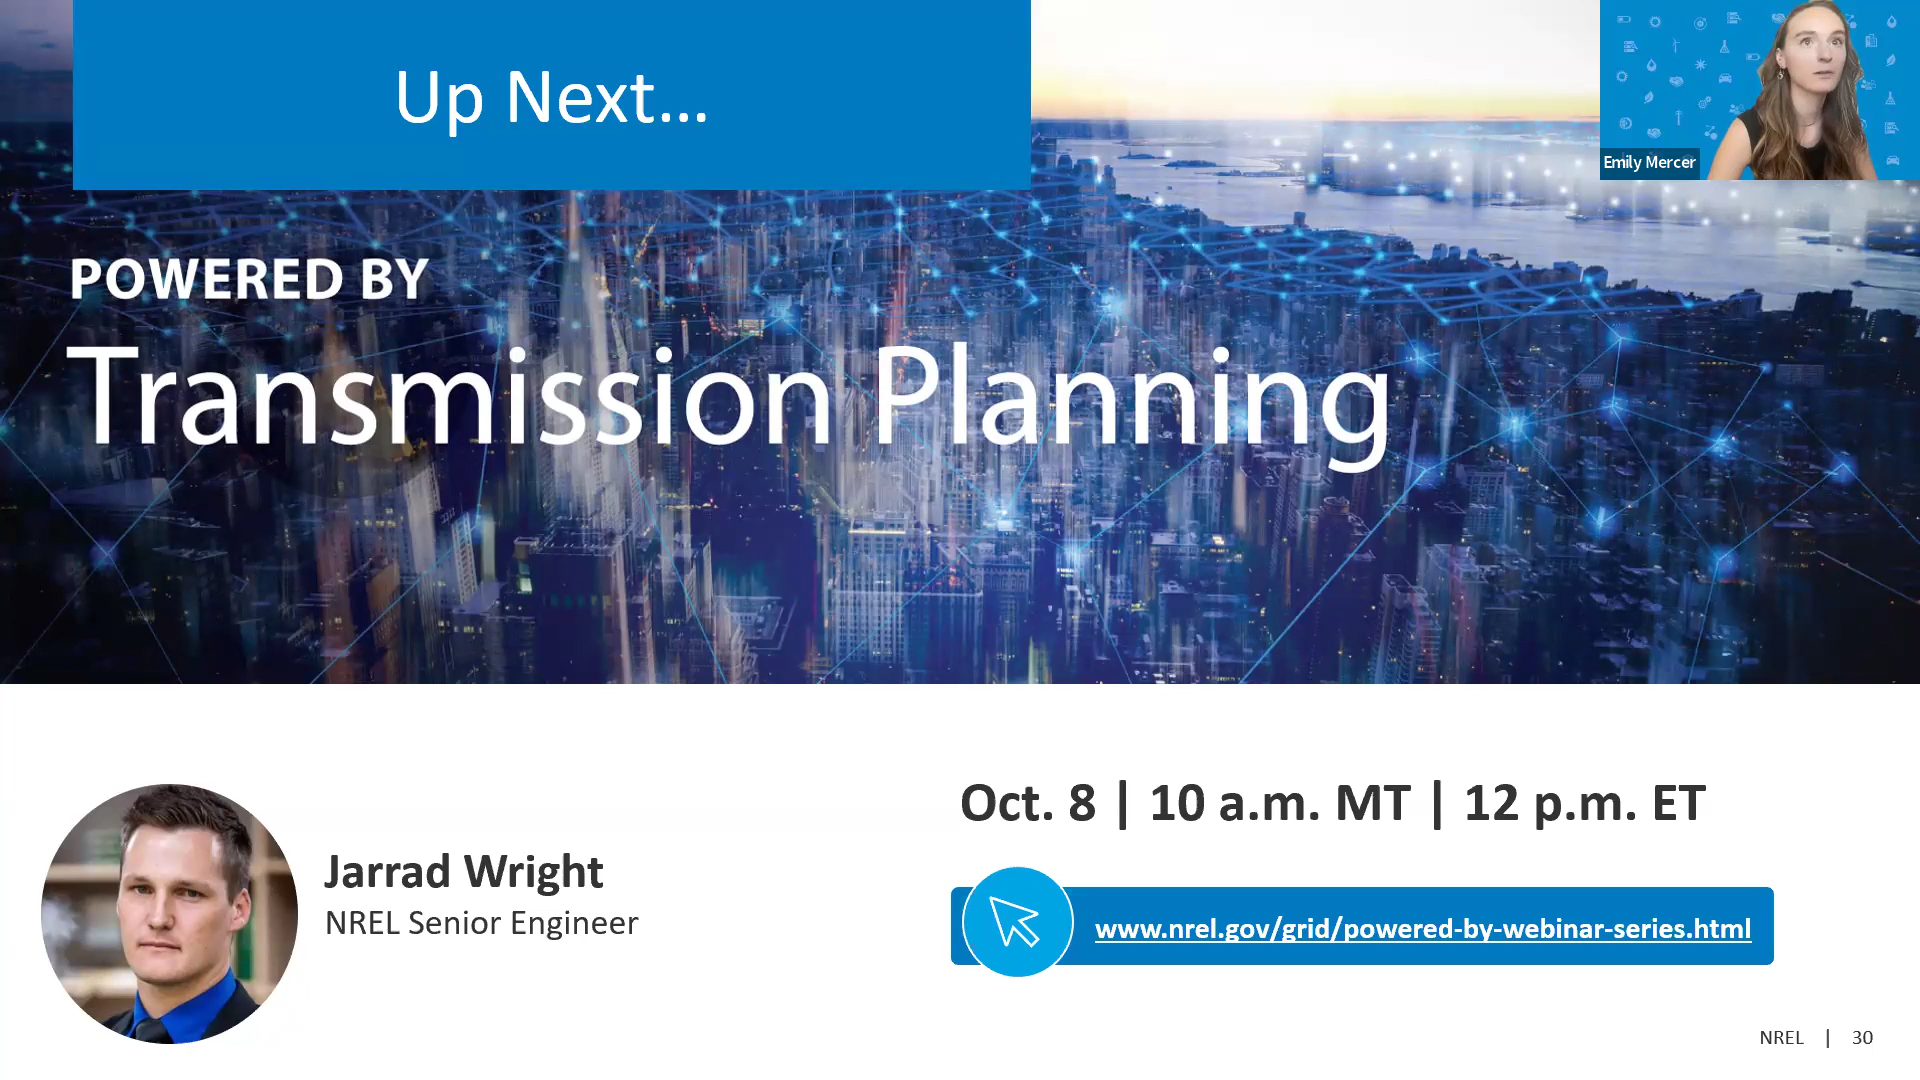 Up Next...
Emily Mercer
POWERED BY
Transmission Planning
Oct. 8 | 10 a.m. MT | 12 p.m. ET
Jarrad Wright
NREL Senior Engineer
www.nrel.gov/grid/powered-by-webinar-series.html
NREL | 30